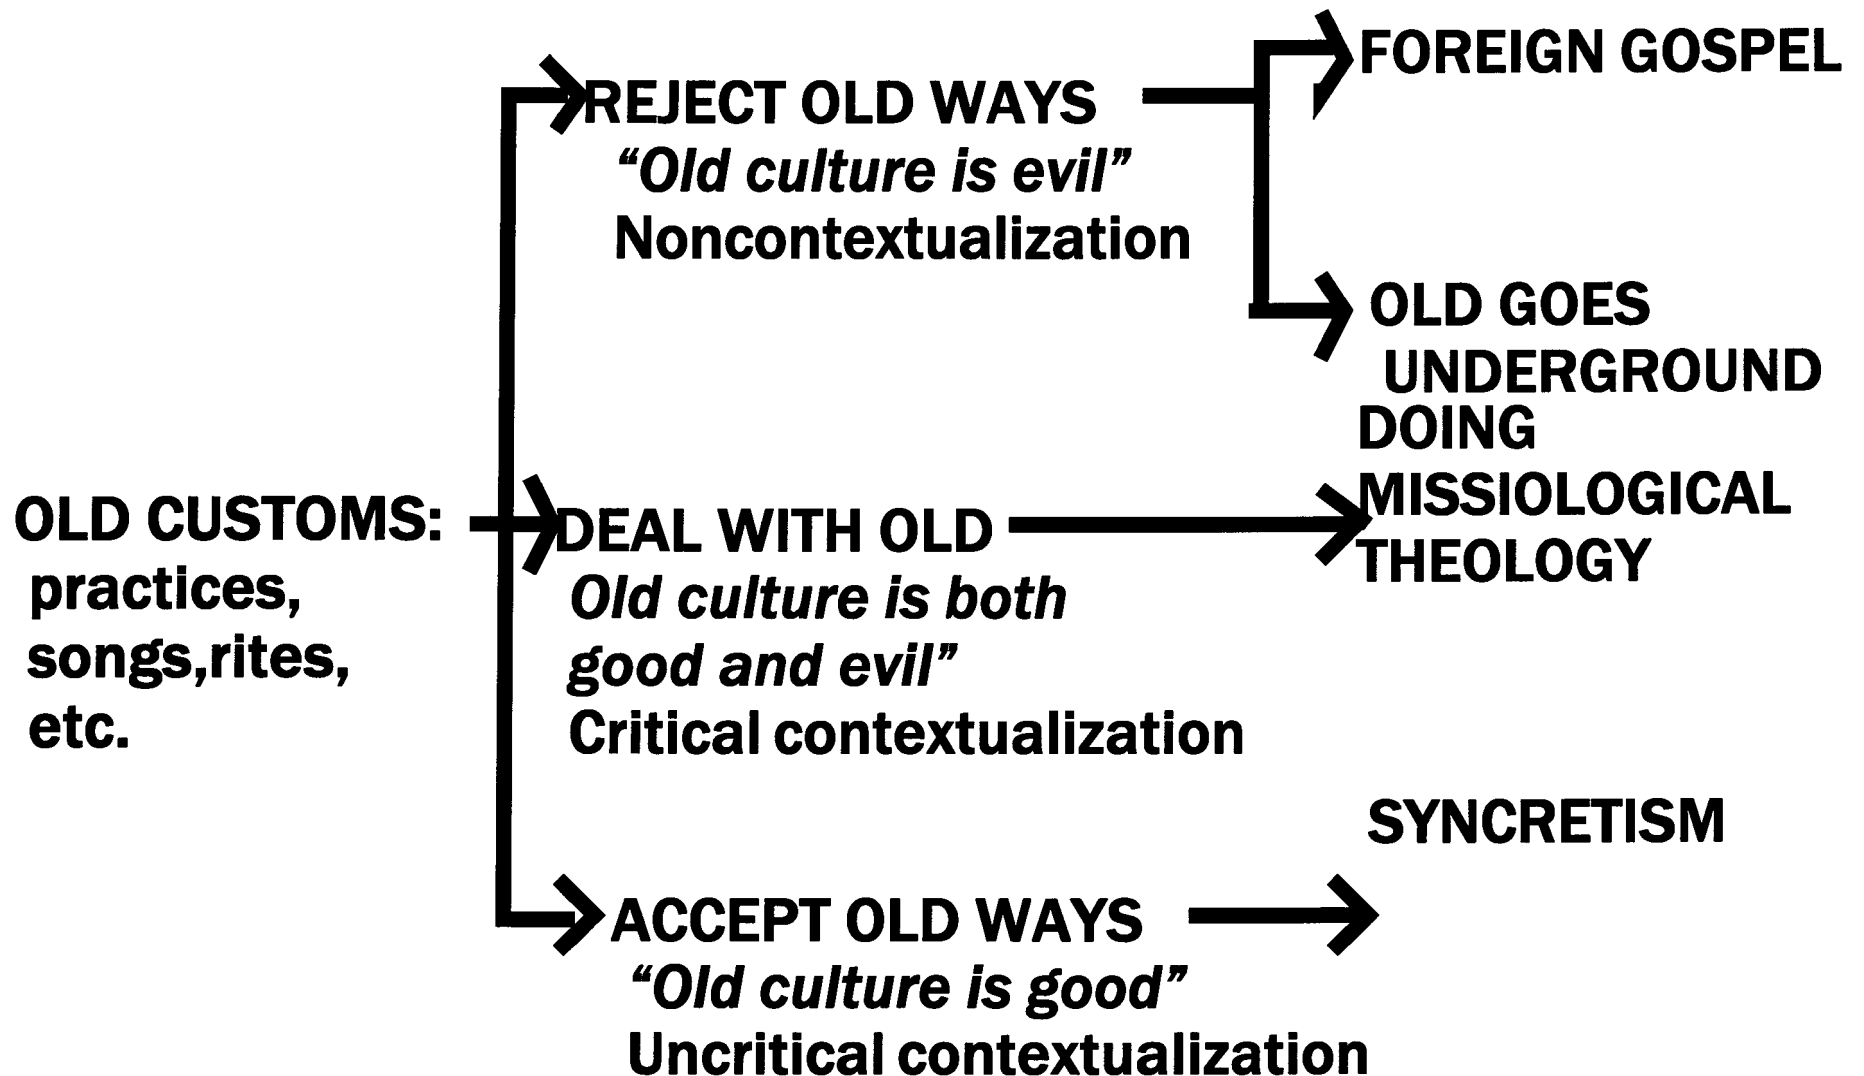 FOREIGN GOSPEL
REJECT OLD WAYS
“Old culture is evil”
Noncontextualization
OLD GOES
UNDERGROUND
DOING
MISSIOLOGICAL
THEOLOGY
OLD CUSTOMS:
practices,
songs,rites,
etc.
DEAL WITH OLD
Old culture is both
good and evil”
Critical contextualization
SYNCRETISM
ACCEPT OLD WAYS
“Old culture is good”
Uncritical contextualization